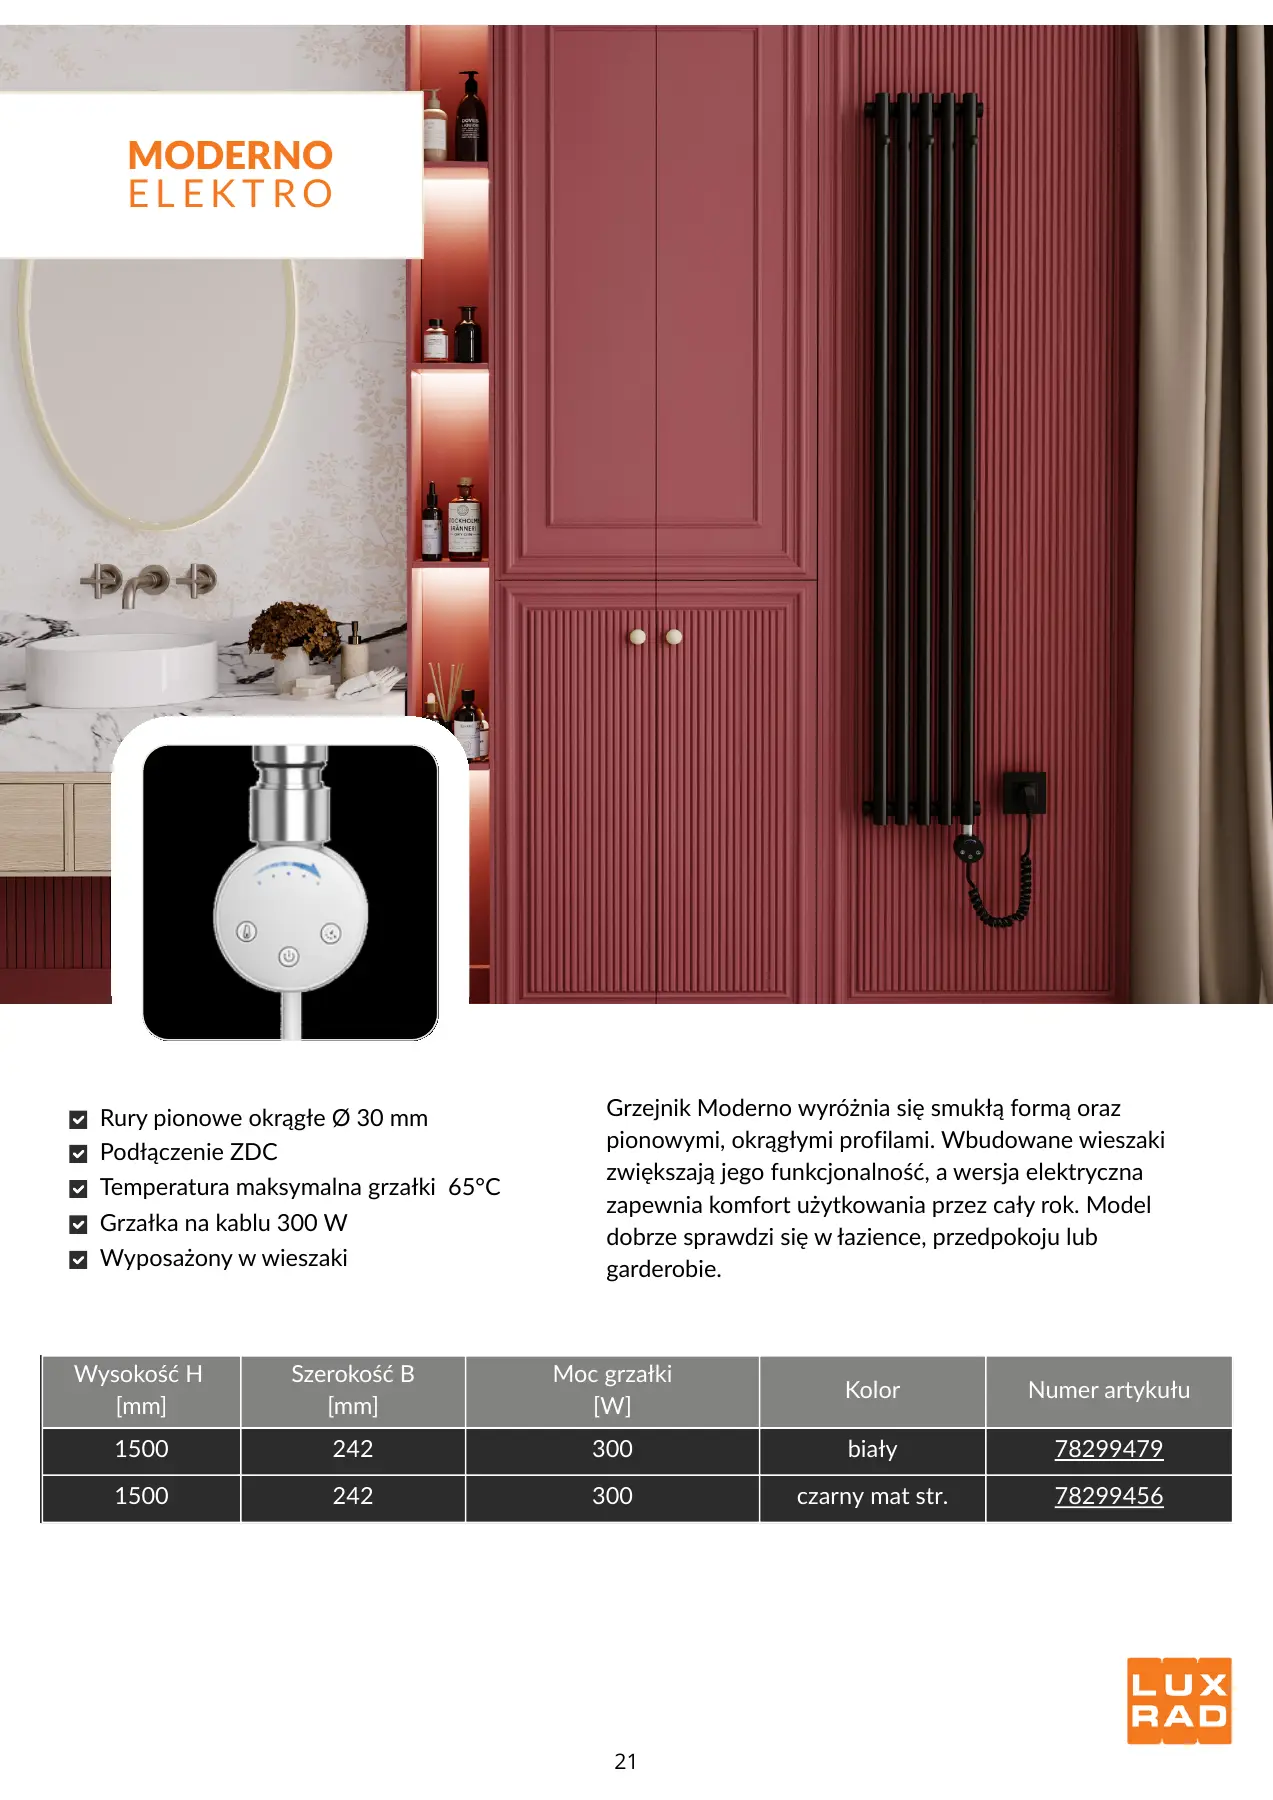 MODERNO
ELEKTRO
Rury pionowe okrągłe Ø 30 mm
Podłączenie ZDC
Temperatura maksymalna grzałki 65°C
Grzałka na kablu 300 W
Wyposażony w wieszaki
Grzejnik Moderno wyróżnia się smukłą formą oraz
pionowymi, okrągłymi profilami. Wbudowane wieszaki
zwiększają jego funkcjonalność, a wersja elektryczna
zapewnia komfort użytkowania przez cały rok. Model
dobrze sprawdzi się w łazience, przedpokoju lub
garderobie.
Wysokość H [mm] Szerokość B [mm] Moc grzałki [W] Kolor Numer artykułu
1500 242 300 biały 78299479
1500 242 300 czarny mat str. 78299456
LUX
RAD
21